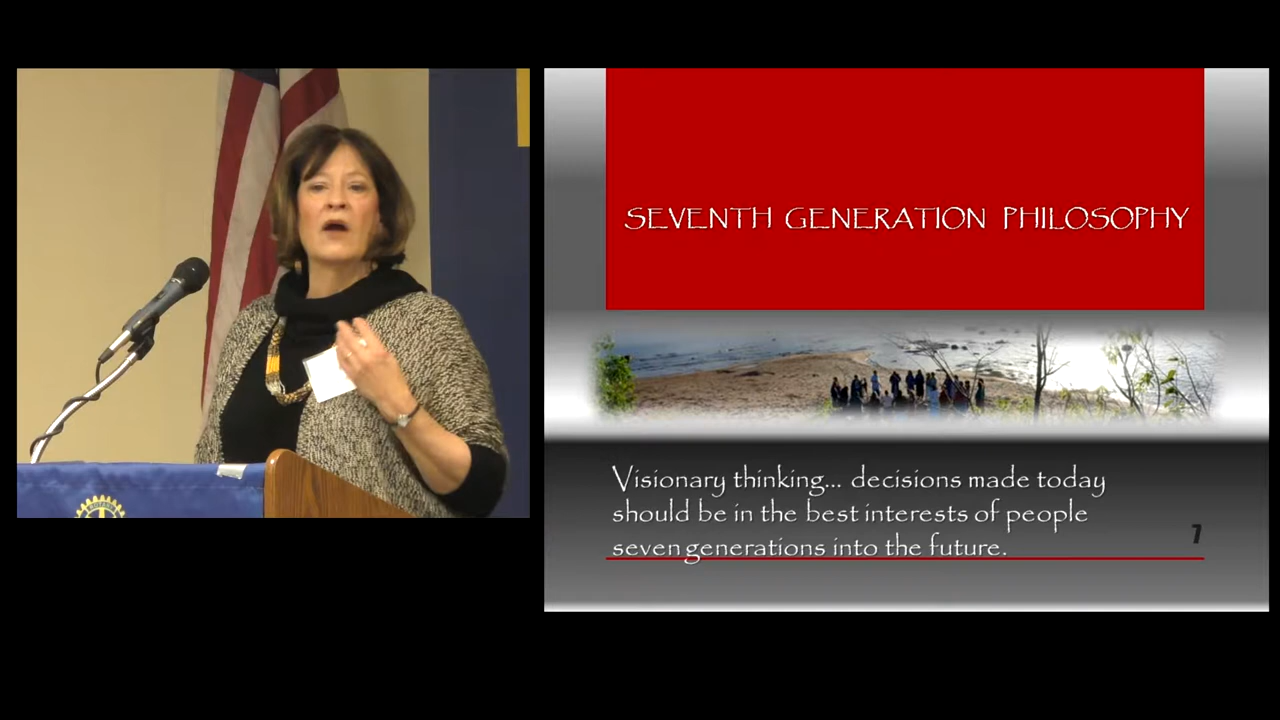 SEVENTH GENERATION PHILOSOPHY
Visionary thinking... decisions made today
should be in the best interests of people
seven generations into the future.
7